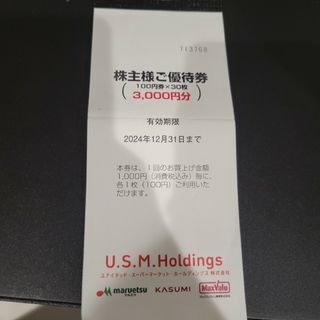 113768
株主様ご優待券
(100円券×30枚
3,000円分)
有効期限
2024年12月31日まで
本券は、1回のお買上げ金額
1,000円(消費税込み)毎に、
各1枚(100円)ご利用いた
だけます。
U.S.M.Holdings
ユナイテッド・スーパーマーケット・ホールディングス株式会社
maruetsu
マルエツ
KASUMI
MaxValu